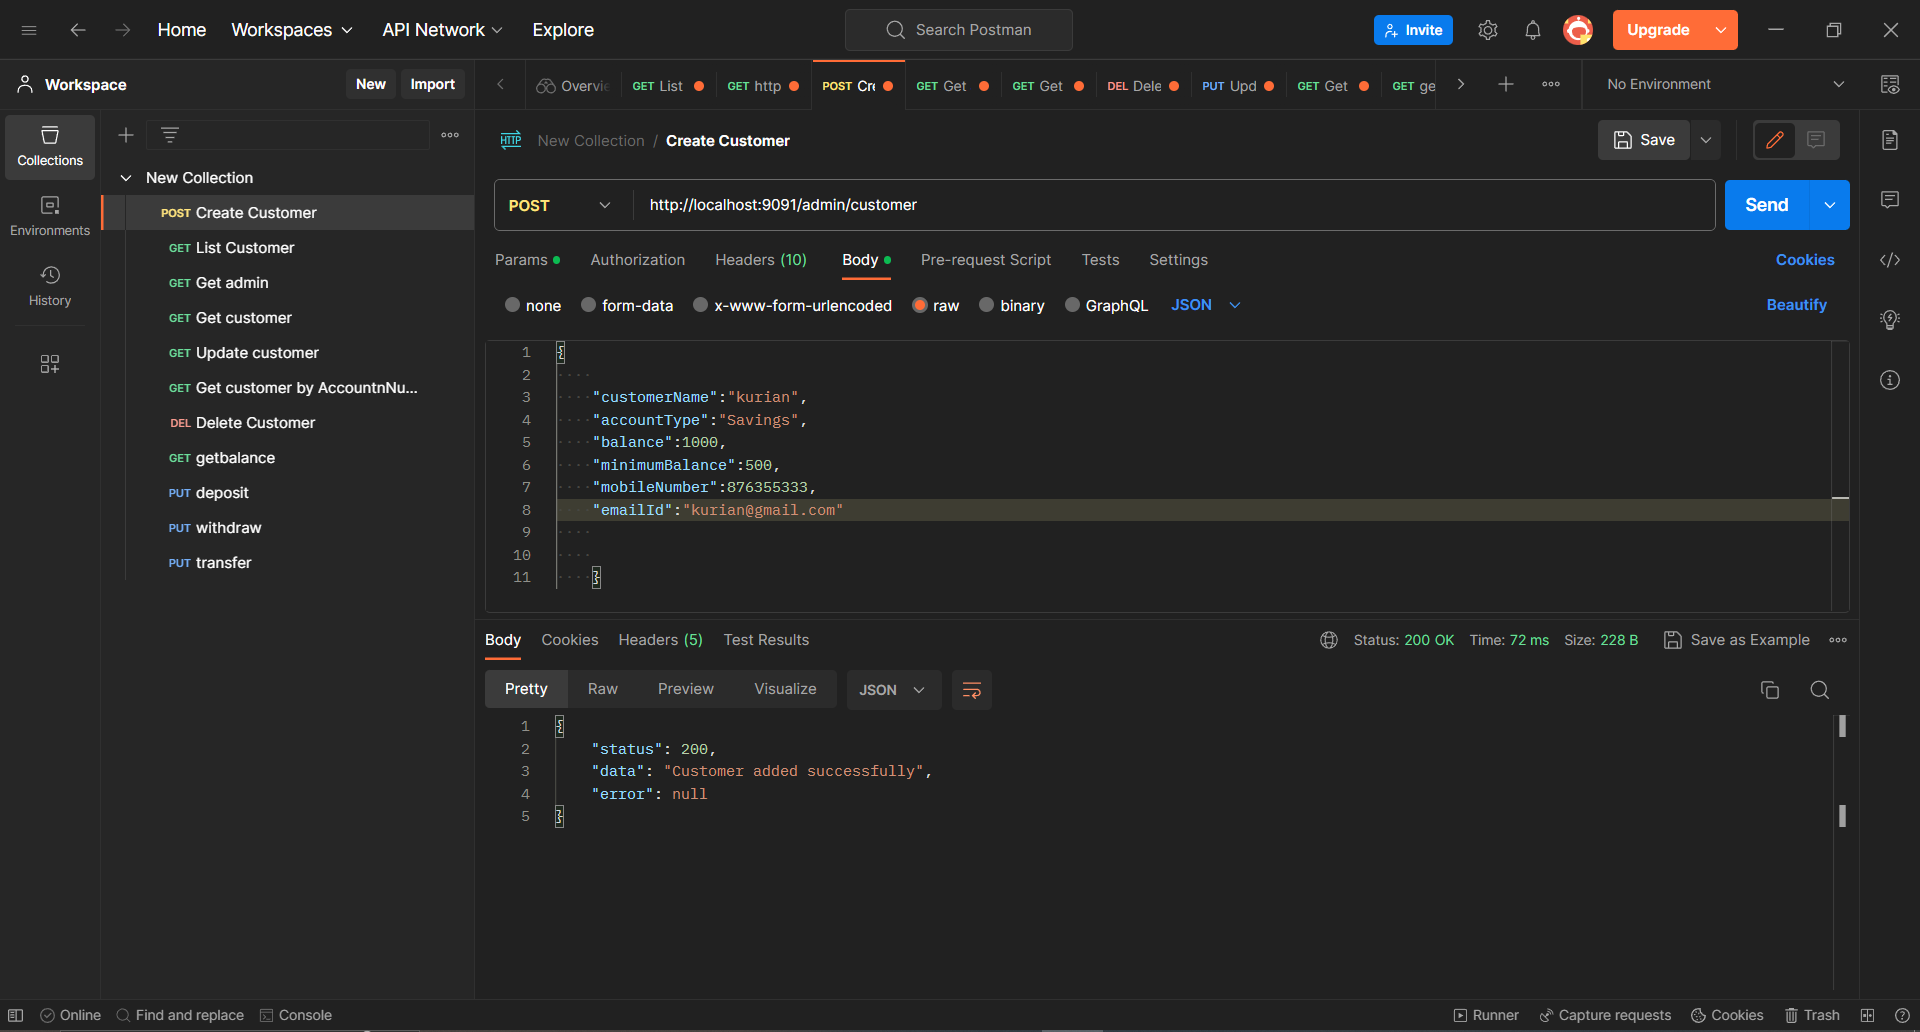 Home Workspaces API Network Explore Search Postman Invite Upgrade
Workspace New Import Overvie GET List GET http POST Cre GET Get GET Get DEL Dele PUT Upd GET Get GET ge No Environment
Collections
Environments
History
New Collection
POST Create Customer
GET List Customer
GET Get admin
GET Get customer
GET Update customer
GET Get customer by AccountnNu...
DEL Delete Customer
GET getbalance
PUT deposit
PUT withdraw
PUT transfer
HTTP New Collection / Create Customer Save
POST http://localhost:9091/admin/customer Send
Params Authorization Headers (10) Body Pre-request Script Tests Settings Cookies
none form-data x-www-form-urlencoded raw binary GraphQL JSON Beautify
1 {
2
3 "customerName":"kurian",
4 "accountType":"Savings",
5 "balance":1000,
6 "minimumBalance":500,
7 "mobileNumber":876355333,
8 "emailId":"kurian@gmail.com"
9
10
11 }
Body Cookies Headers (5) Test Results Status: 200 OK Time: 72 ms Size: 228 B Save as Example
Pretty Raw Preview Visualize JSON
1 {
2 "status": 200,
3 "data": "Customer added successfully",
4 "error": null
5 }
Online Find and replace Console Runner Capture requests Cookies Trash